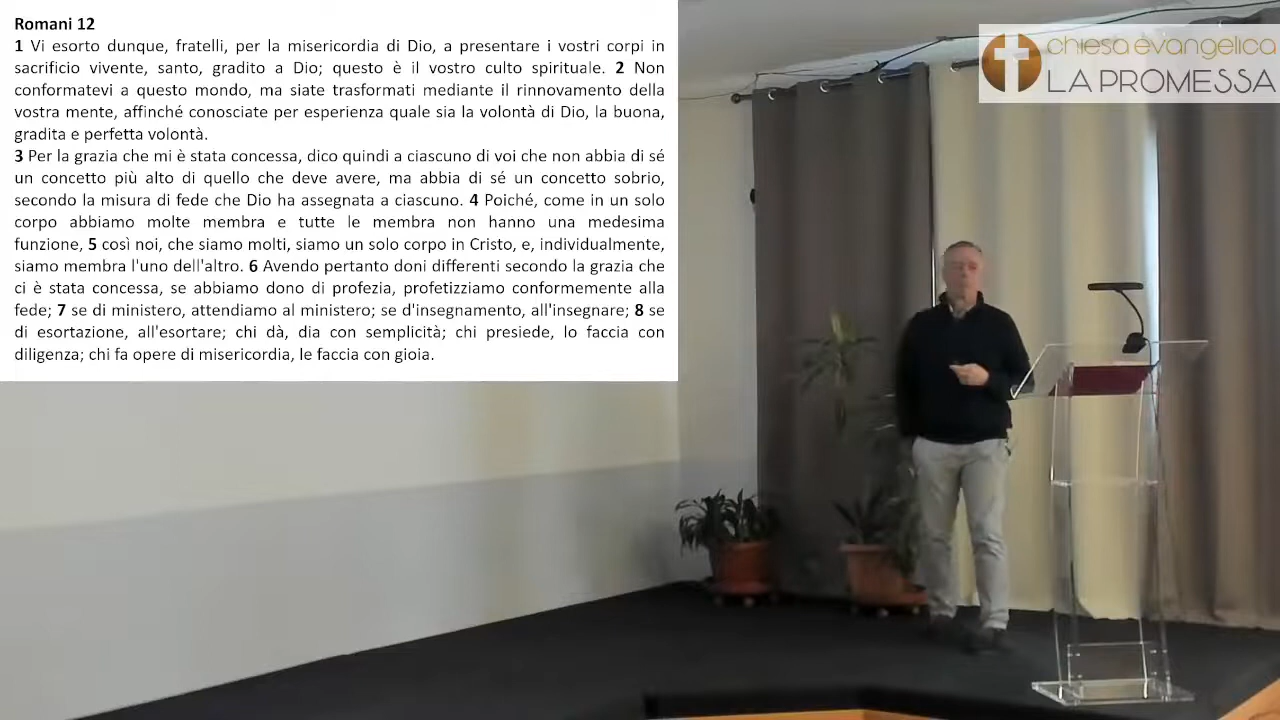 Romani 12
1 Vi esorto dunque, fratelli, per la misericordia di Dio, a presentare i vostri corpi in
sacrificio vivente, santo, gradito a Dio; questo è il vostro culto spirituale. 2 Non
conformatevi a questo mondo, ma siate trasformati mediante il rinnovamento della
vostra mente, affinché conosciate per esperienza quale sia la volontà di Dio, la buona,
gradita e perfetta volontà.
3 Per la grazia che mi è stata concessa, dico quindi a ciascuno di voi che non abbia di sé
un concetto più alto di quello che deve avere, ma abbia di sé un concetto sobrio,
secondo la misura di fede che Dio ha assegnata a ciascuno. 4 Poiché, come in un solo
corpo abbiamo molte membra e tutte le membra non hanno una medesima
funzione, 5 così noi, che siamo molti, siamo un solo corpo in Cristo, e, individualmente,
siamo membra l'uno dell'altro. 6 Avendo pertanto doni differenti secondo la grazia che
ci è stata concessa, se abbiamo dono di profezia, profetizziamo conformemente alla
fede; 7 se di ministero, attendiamo al ministero; se d'insegnamento, all'insegnare; 8 se
di esortazione, all'esortare; chi dà, dia con semplicità; chi presiede, lo faccia con
diligenza; chi fa opere di misericordia, le faccia con gioia.
chiesa evangelica
LA PROMESSA